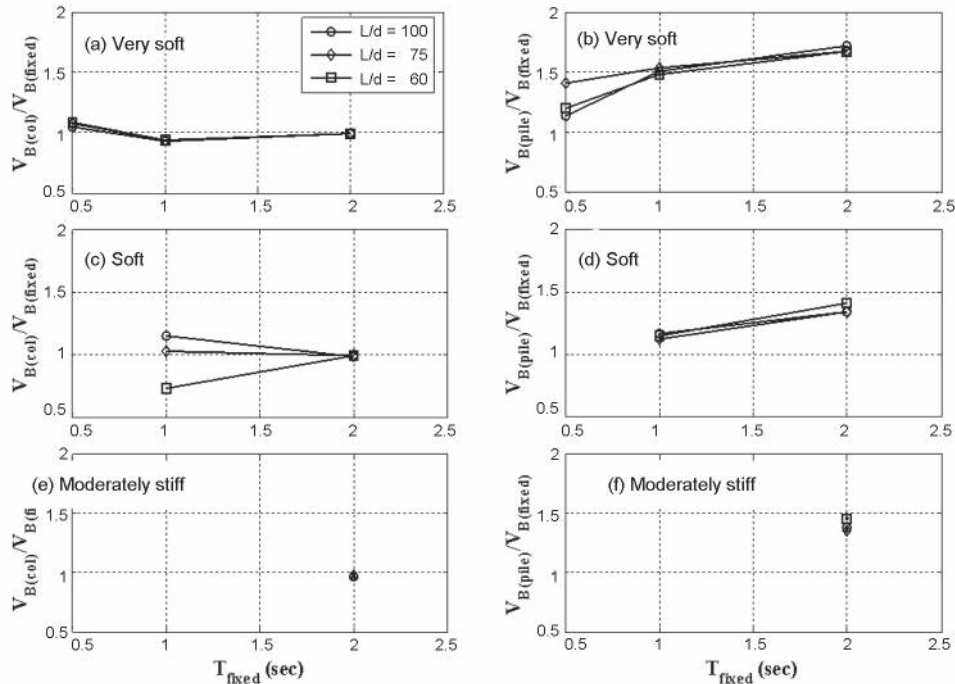 (a) Very soft
L/d = 100
L/d = 75
L/d = 60
V_B(col)/V_B(fixed)
2
1.5
1
0.5
0.5 1 1.5 2 2.5
(b) Very soft
V_B(pile)/V_B(fixed)
2
1.5
1
0.5
0.5 1 1.5 2 2.5
(c) Soft
V_B(col)/V_B(fixed)
2
1.5
1
0.5
0.5 1 1.5 2 2.5
(d) Soft
V_B(pile)/V_B(fixed)
2
1.5
1
0.5
0.5 1 1.5 2 2.5
(e) Moderately stiff
V_B(col)/V_B(fi
2
1.5
1
0.5
0.5 1 1.5 2 2.5
T_fixed (sec)
(f) Moderately stiff
V_B(pile)/V_B(fixed)
2
1.5
1
0.5
0.5 1 1.5 2 2.5
T_fixed (sec)